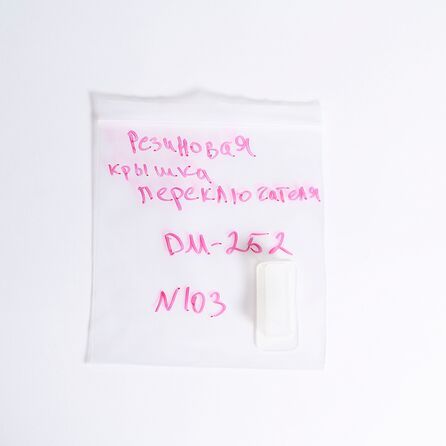 Резиновая
крышка
переключателя
DM-252
N103